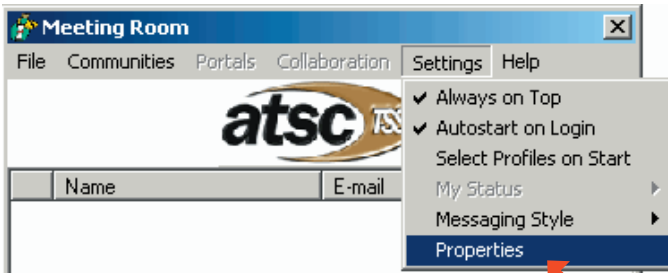 Meeting Room
File Communities Portals Collaboration Settings Help
atsc TSS
Always on Top
Autostart on Login
Select Profiles on Start
My Status
Messaging Style
Properties
Name E-mail